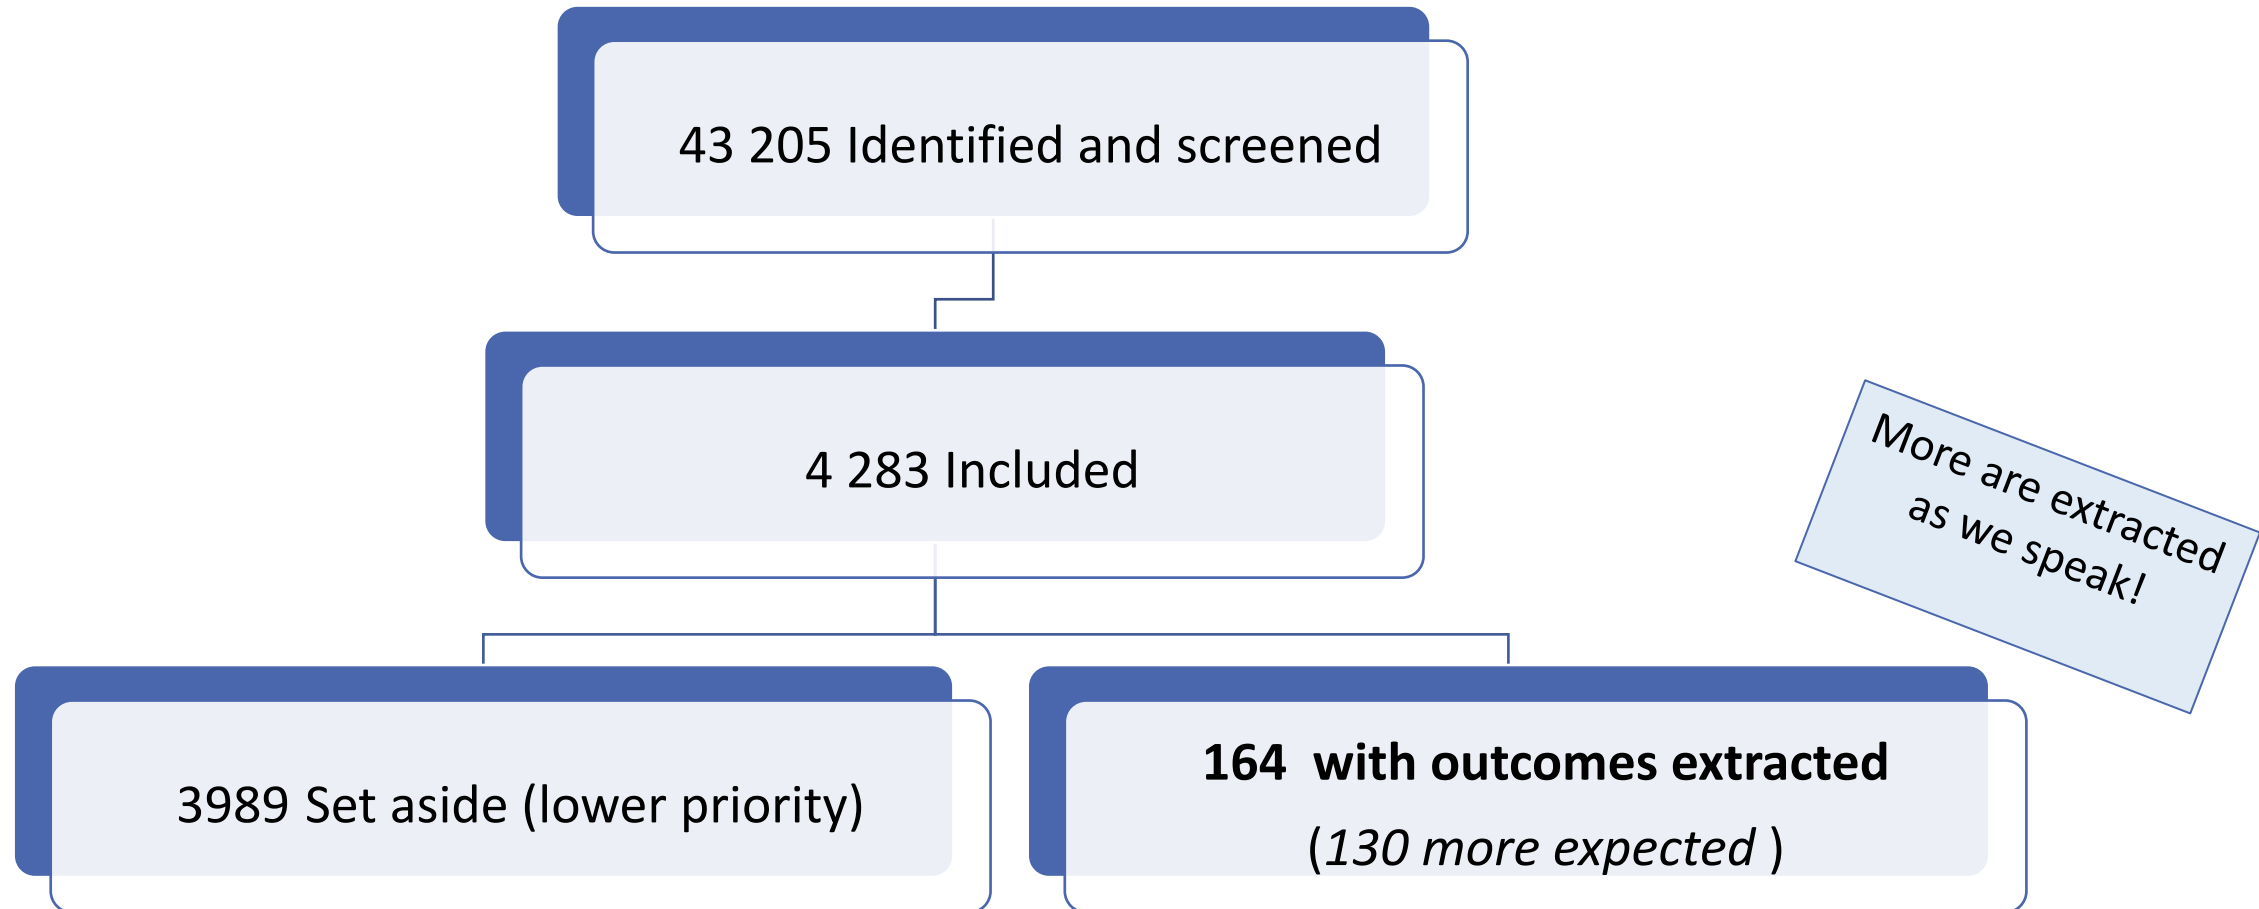 43 205 Identified and screened
4 283 Included
More are extracted
as we speak!
3989 Set aside (lower priority)
164  with outcomes extracted
(130 more expected )